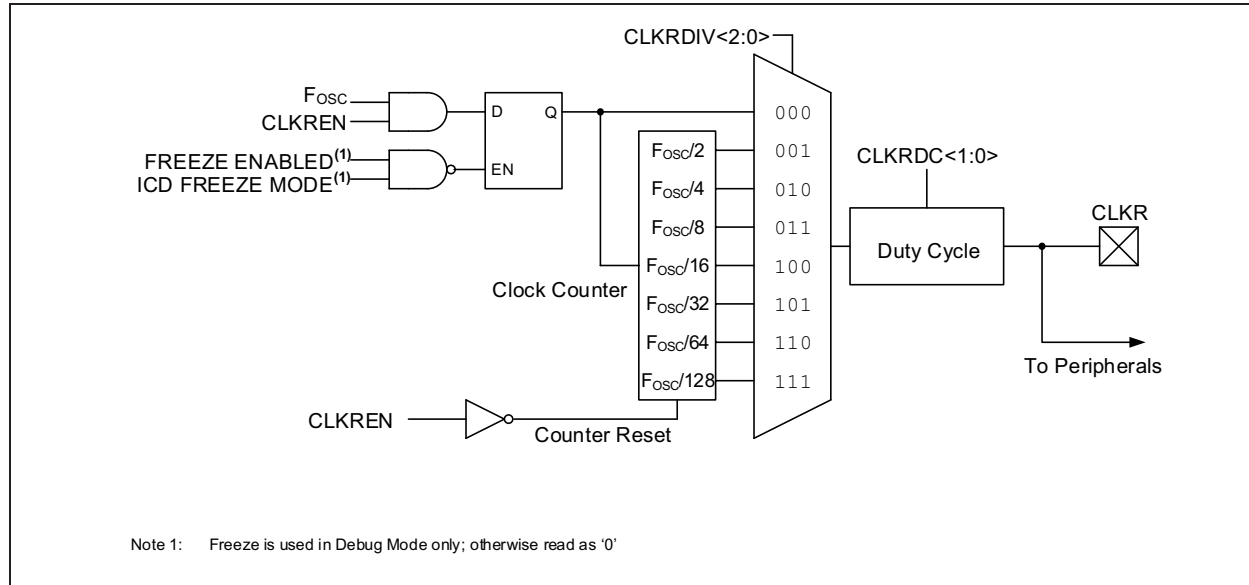 CLKRDIV<2:0>
FOSC
CLKREN
D Q
000
FREEZE ENABLED(1)
ICD FREEZE MODE(1)
EN
FOSC/2 001
CLKRDC<1:0>
FOSC/4 010
CLKR
FOSC/8 011
Duty Cycle
FOSC/16 100
Clock Counter
FOSC/32 101
FOSC/64 110
To Peripherals
FOSC/128 111
CLKREN
Counter Reset
Note 1: Freeze is used in Debug Mode only; otherwise read as ‘0’